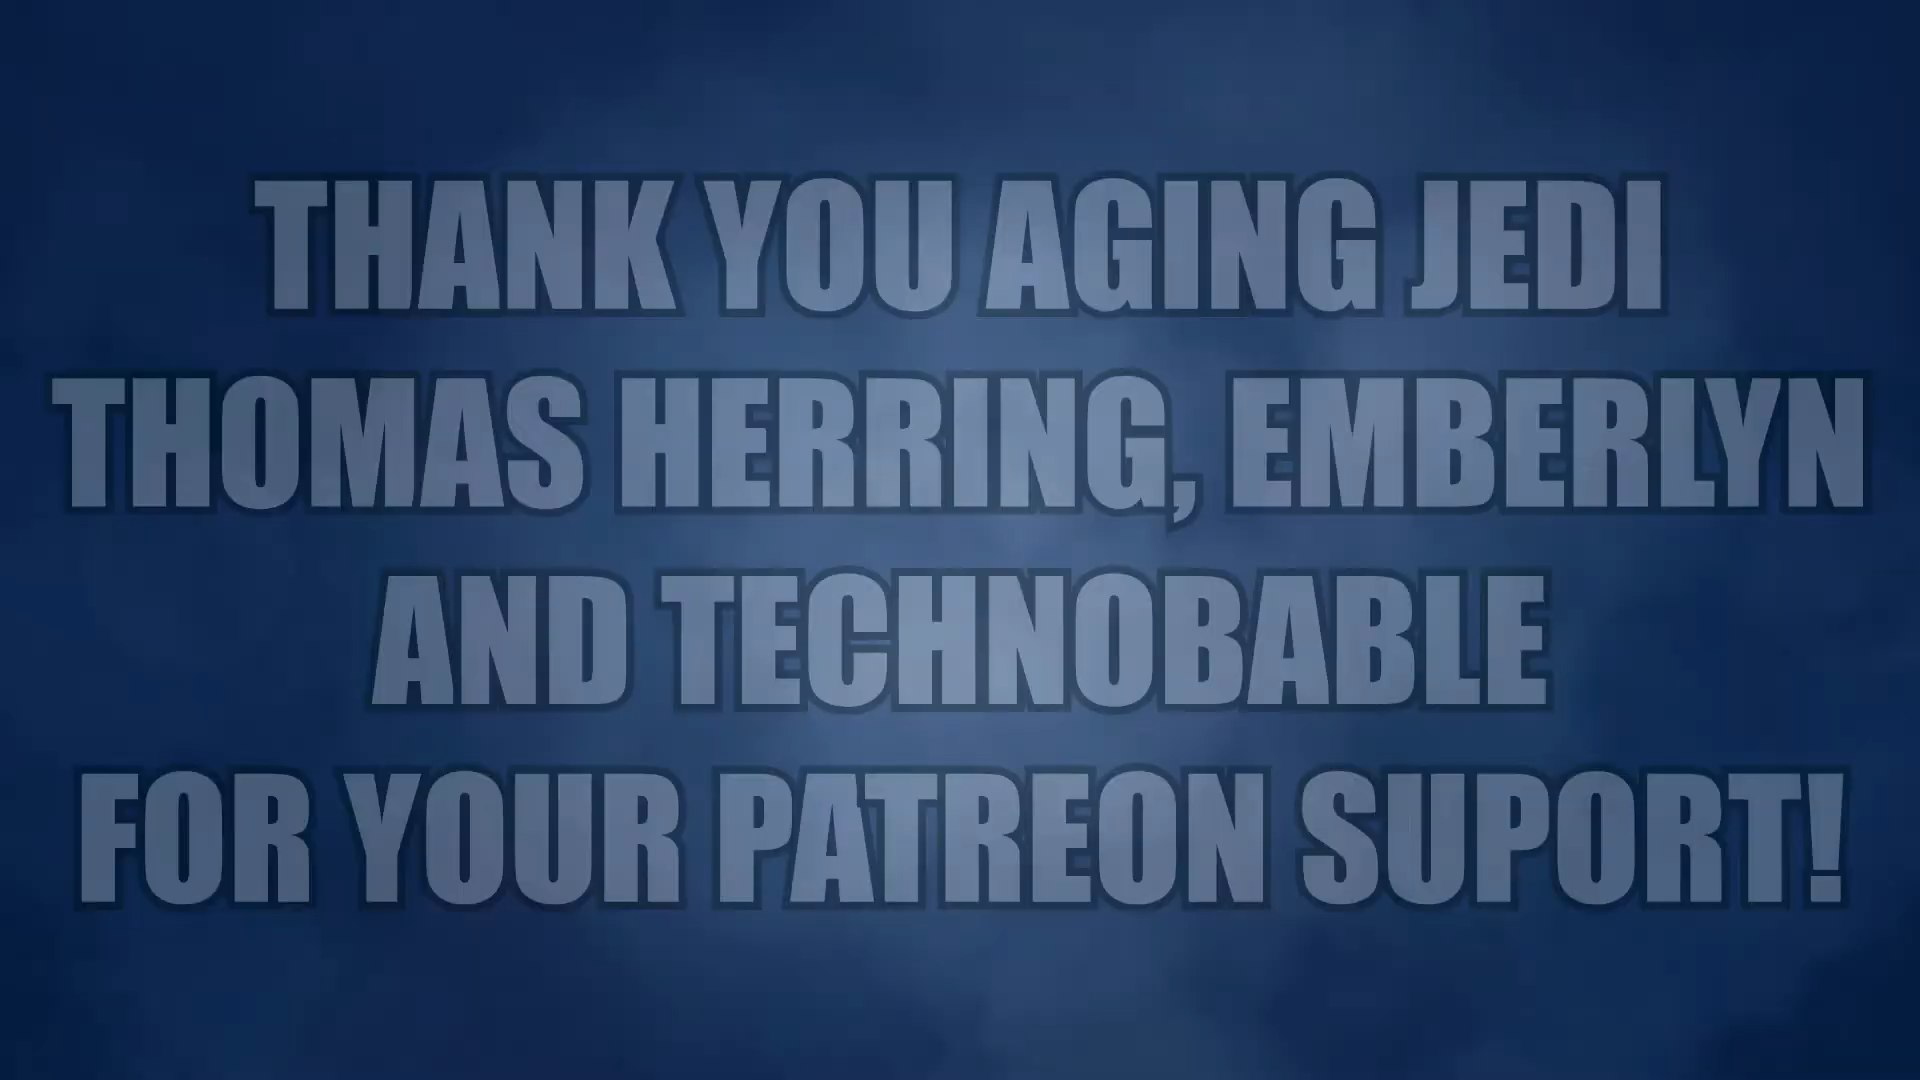 THANK YOU AGING JEDI
THOMAS HERRING, EMBERLYN
AND TECHNOBABLE
FOR YOUR PATREON SUPORT!